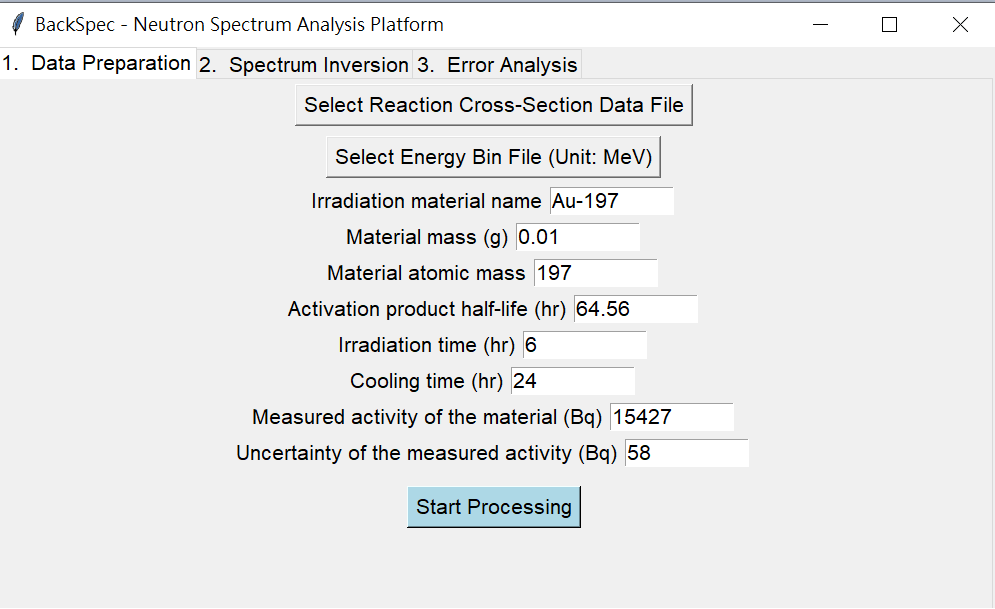 BackSpec - Neutron Spectrum Analysis Platform
1. Data Preparation 2. Spectrum Inversion 3. Error Analysis
Select Reaction Cross-Section Data File
Select Energy Bin File (Unit: MeV)
Irradiation material name Au-197
Material mass (g) 0.01
Material atomic mass 197
Activation product half-life (hr) 64.56
Irradiation time (hr) 6
Cooling time (hr) 24
Measured activity of the material (Bq) 15427
Uncertainty of the measured activity (Bq) 58
Start Processing